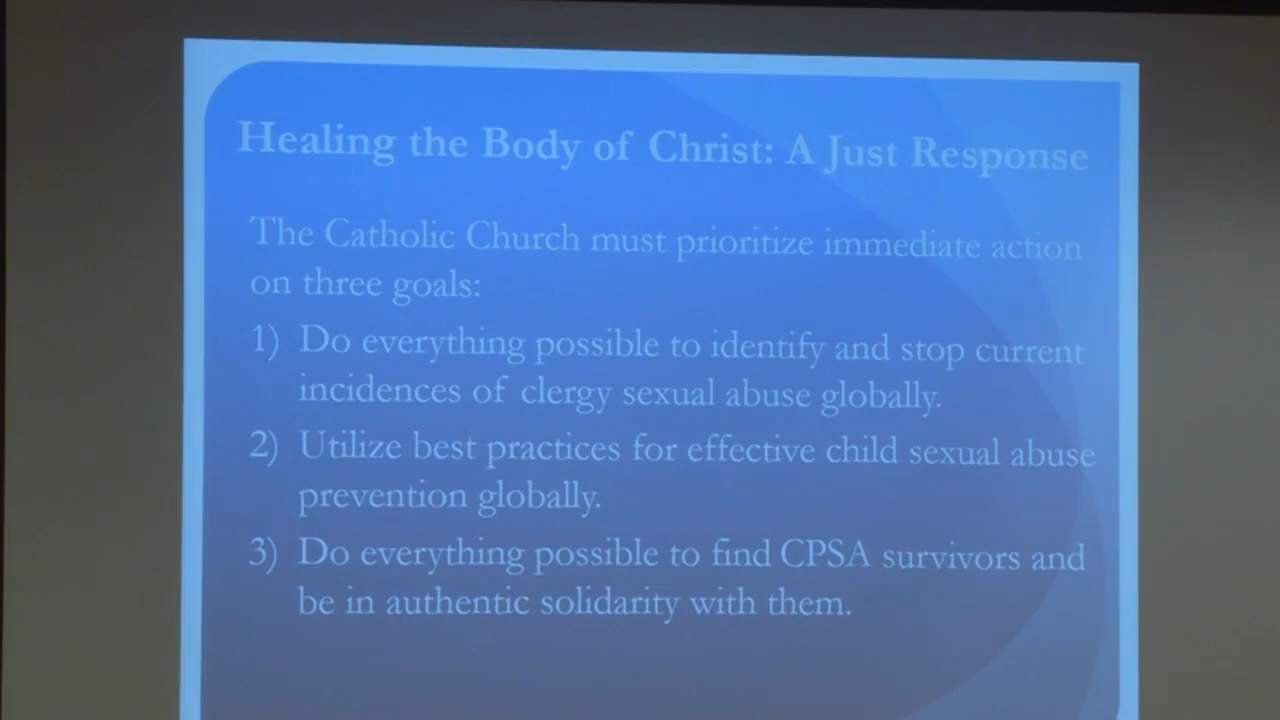 Healing the Body of Christ: A Just Response
The Catholic Church must prioritize immediate action
on three goals:
1) Do everything possible to identify and stop current
incidences of clergy sexual abuse globally.
2) Utilize best practices for effective child sexual abuse
prevention globally.
3) Do everything possible to find CPSA survivors and
be in authentic solidarity with them.